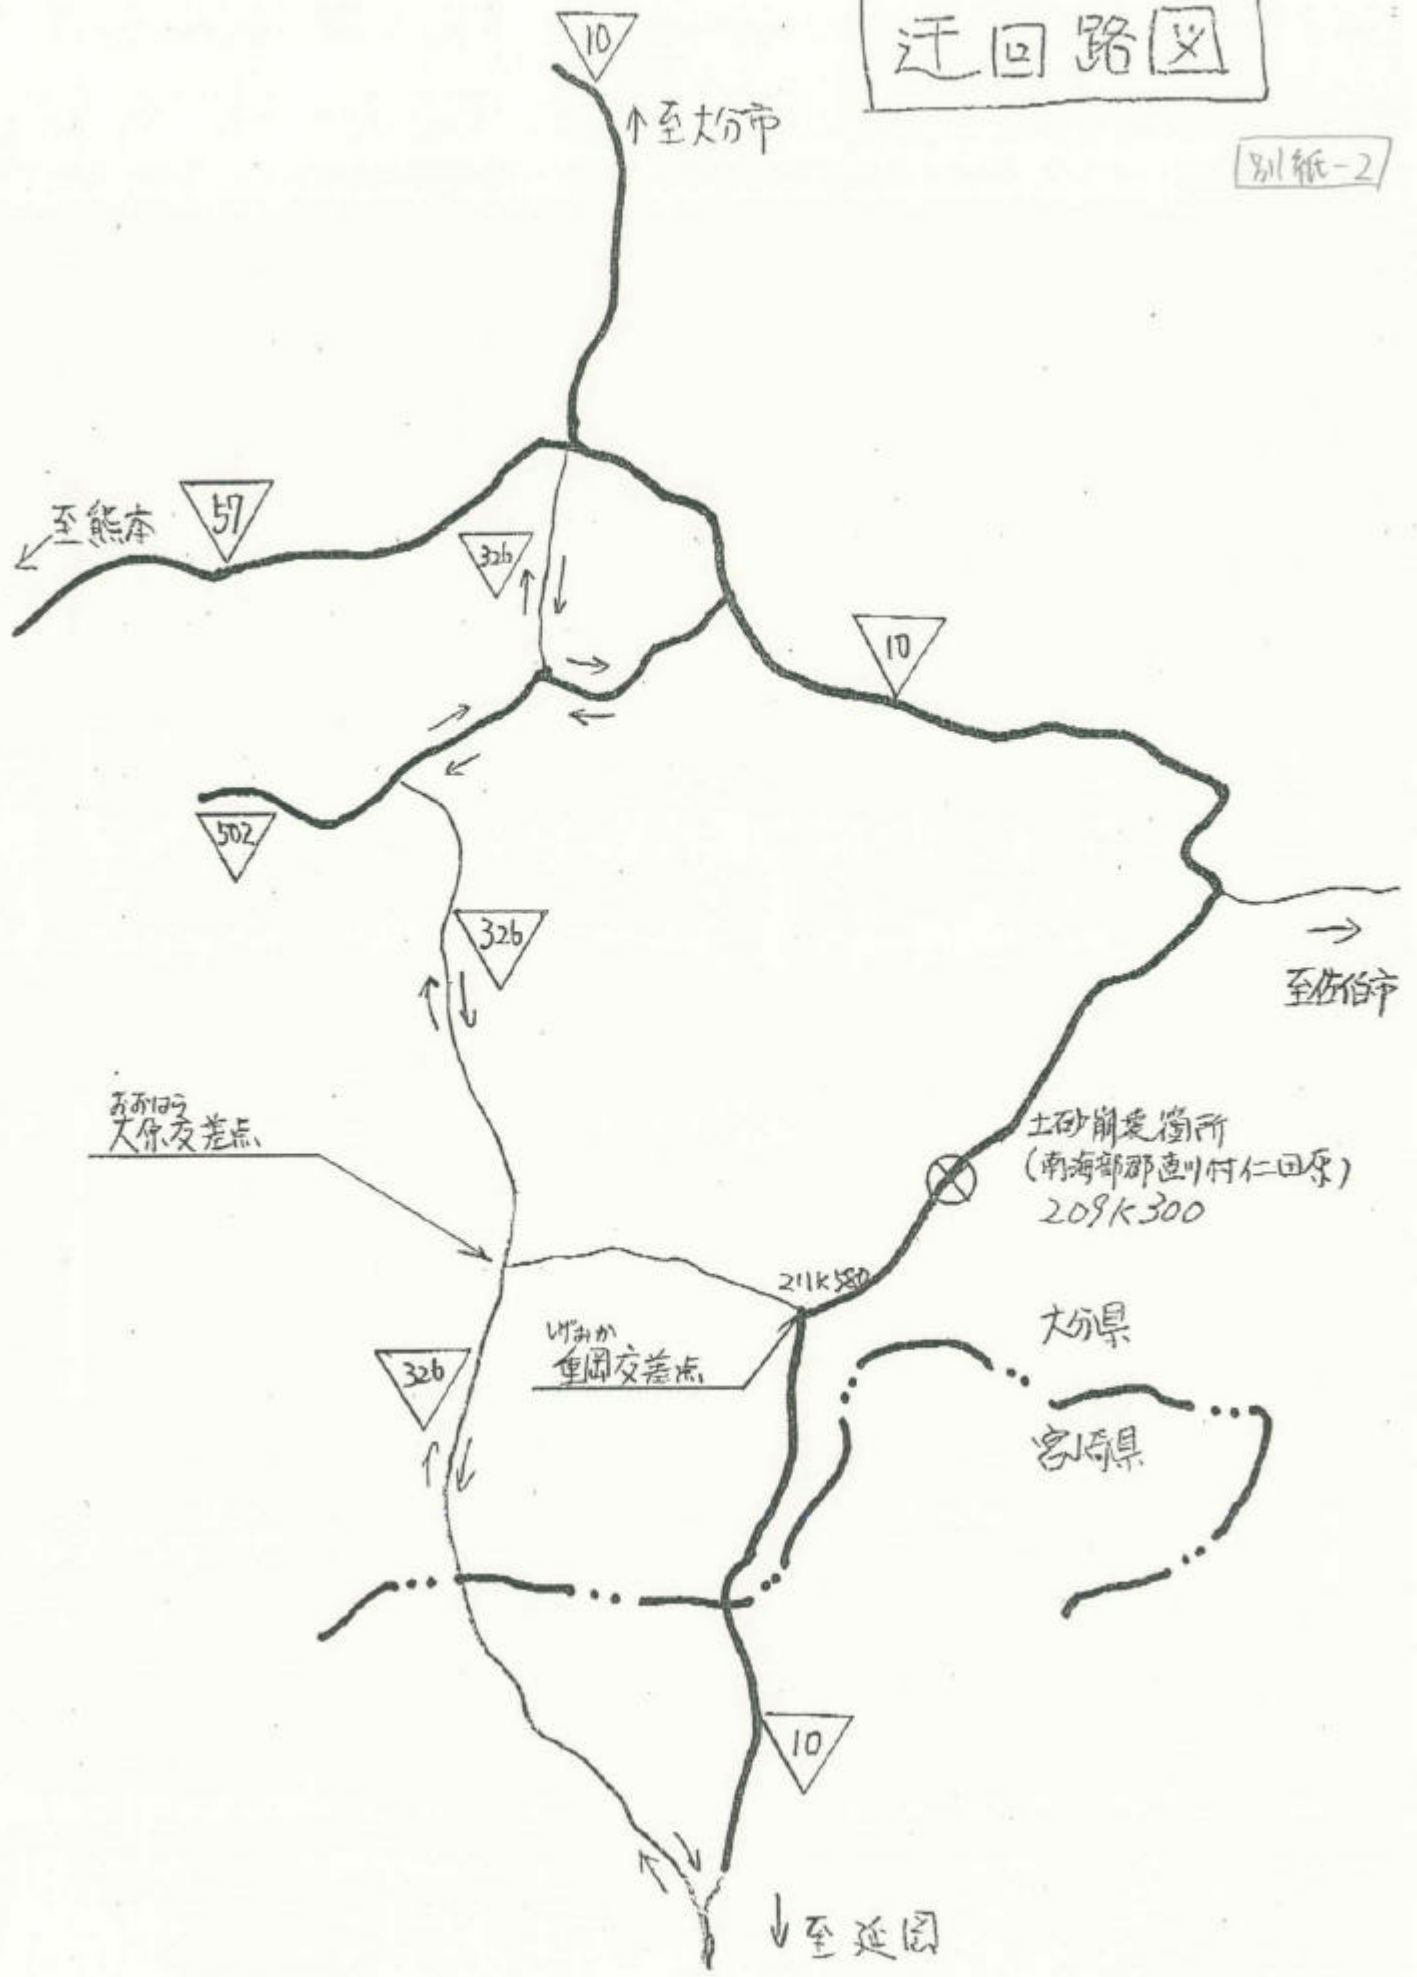 迂回路図
別紙-2
10
↑至大分市
至熊本
57
326
10
502
326
→
至佐伯市
おおはら
大原交差点
土砂崩壊箇所
(南海部郡直川村仁田原)
209K300
211K580
しげおか
重岡交差点
大分県
宮崎県
326
10
↓至延岡